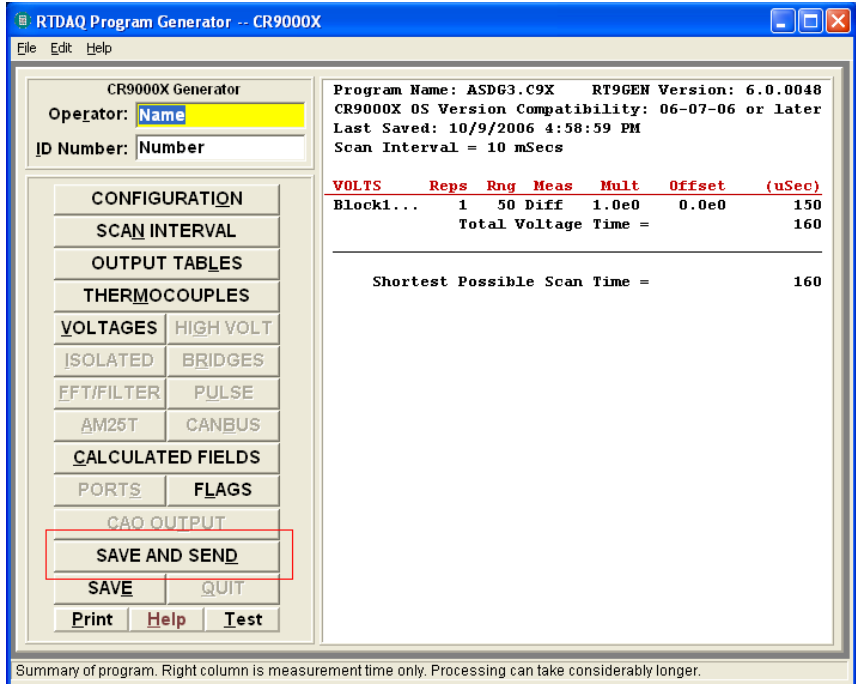 RTDAQ Program Generator -- CR9000X
File Edit Help
CR9000X Generator
Operator: Name
ID Number: Number
CONFIGURATION
SCAN INTERVAL
OUTPUT TABLES
THERMOCOUPLES
VOLTAGES HIGH VOLT
ISOLATED BRIDGES
FFT/FILTER PULSE
AM25T CANBUS
CALCULATED FIELDS
PORTS FLAGS
CAO OUTPUT
SAVE AND SEND
SAVE QUIT
Print Help Test
Program Name: ASDG3.C9X RT9GEN Version: 6.0.0048
CR9000X OS Version Compatibility: 06-07-06 or later
Last Saved: 10/9/2006 4:58:59 PM
Scan Interval = 10 mSecs
VOLTS Reps Rng Meas Mult Offset (uSec)
Block1... 1 50 Diff 1.0e0 0.0e0 150
Total Voltage Time = 160
Shortest Possible Scan Time = 160
Summary of program. Right column is measurement time only. Processing can take considerably longer.